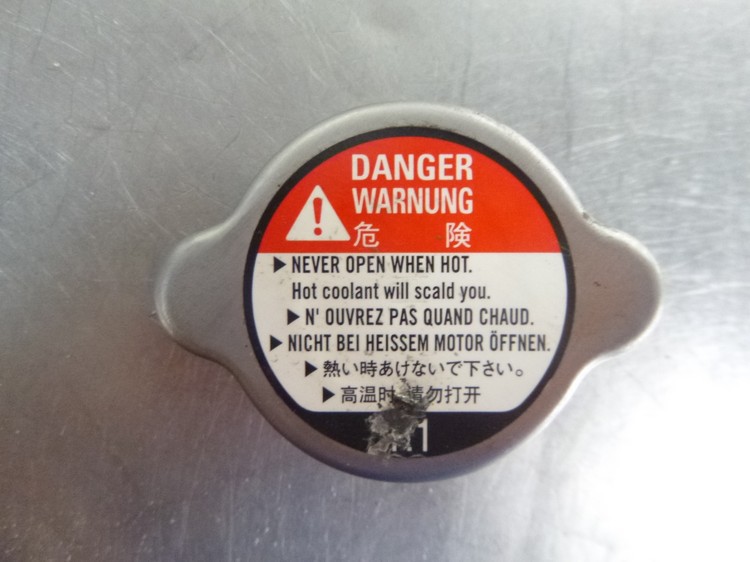 DANGER
WARNUNG
危 険
▶ NEVER OPEN WHEN HOT.
Hot coolant will scald you.
▶ N' OUVREZ PAS QUAND CHAUD.
▶ NICHT BEI HEISSEM MOTOR ÖFFNEN.
▶ 熱い時あけないで下さい。
▶ 高温时 请勿打开
1